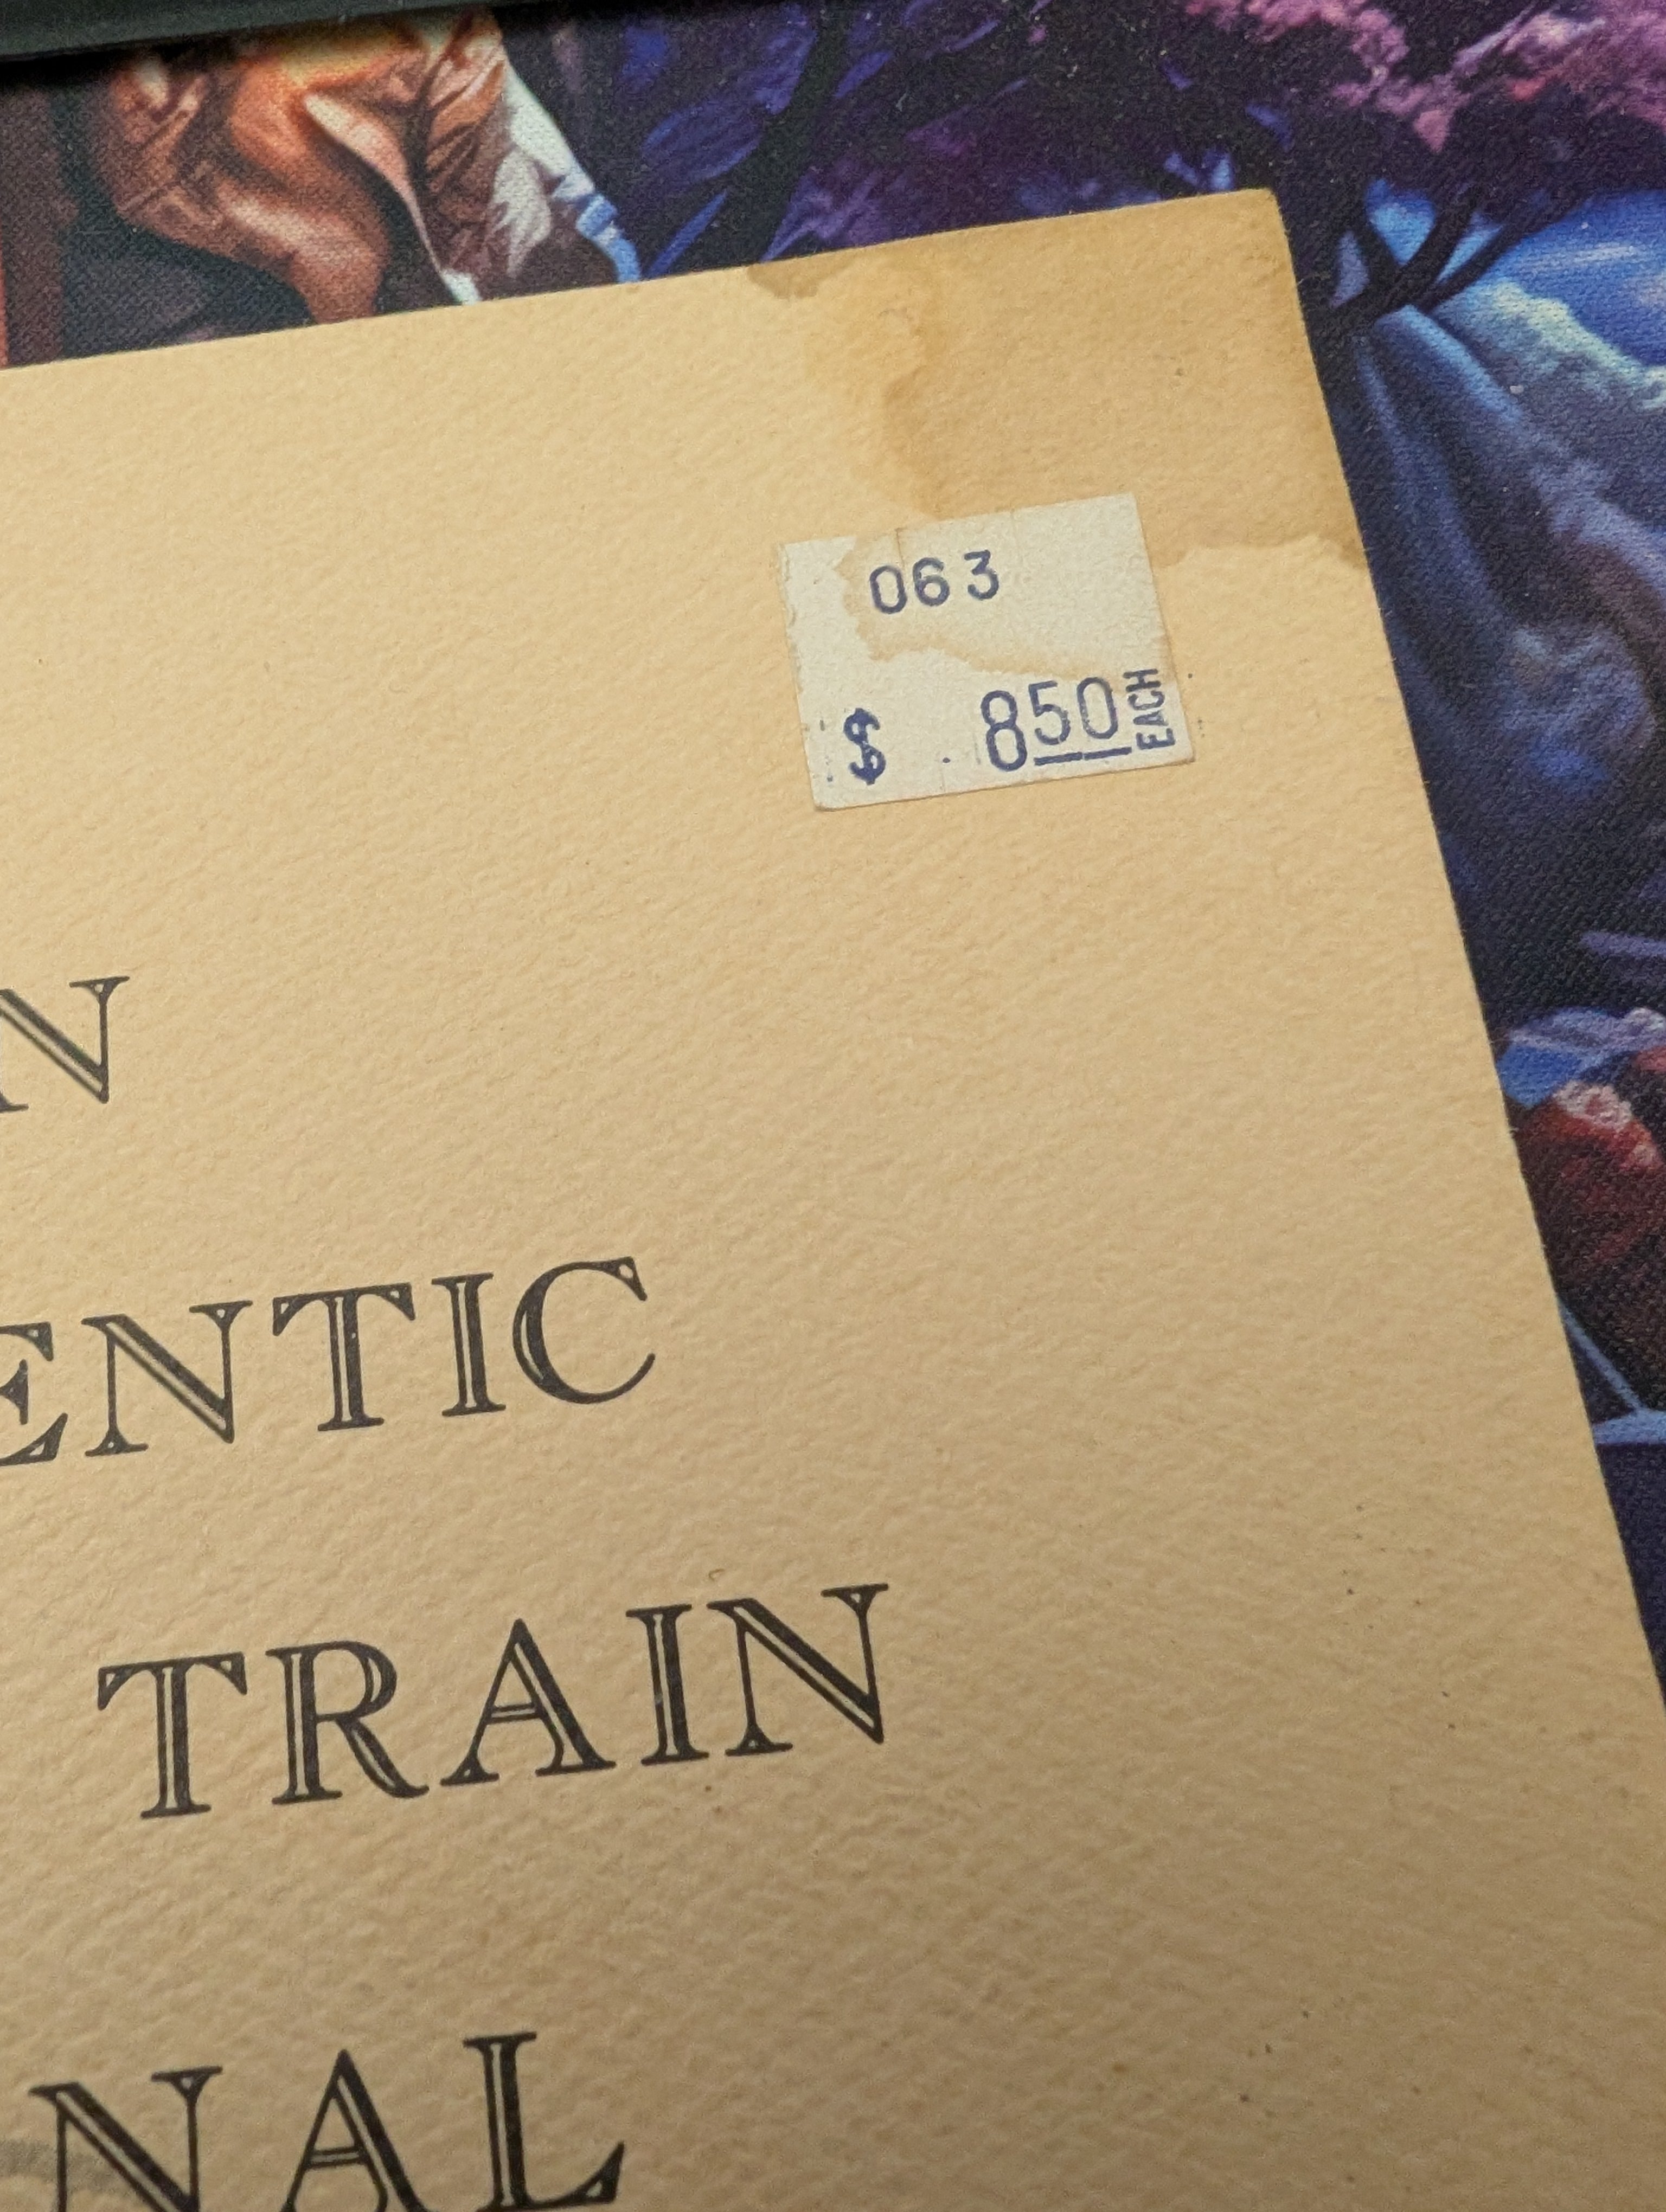 063
$ 850 EACH
N
ENTIC
TRAIN
NAL